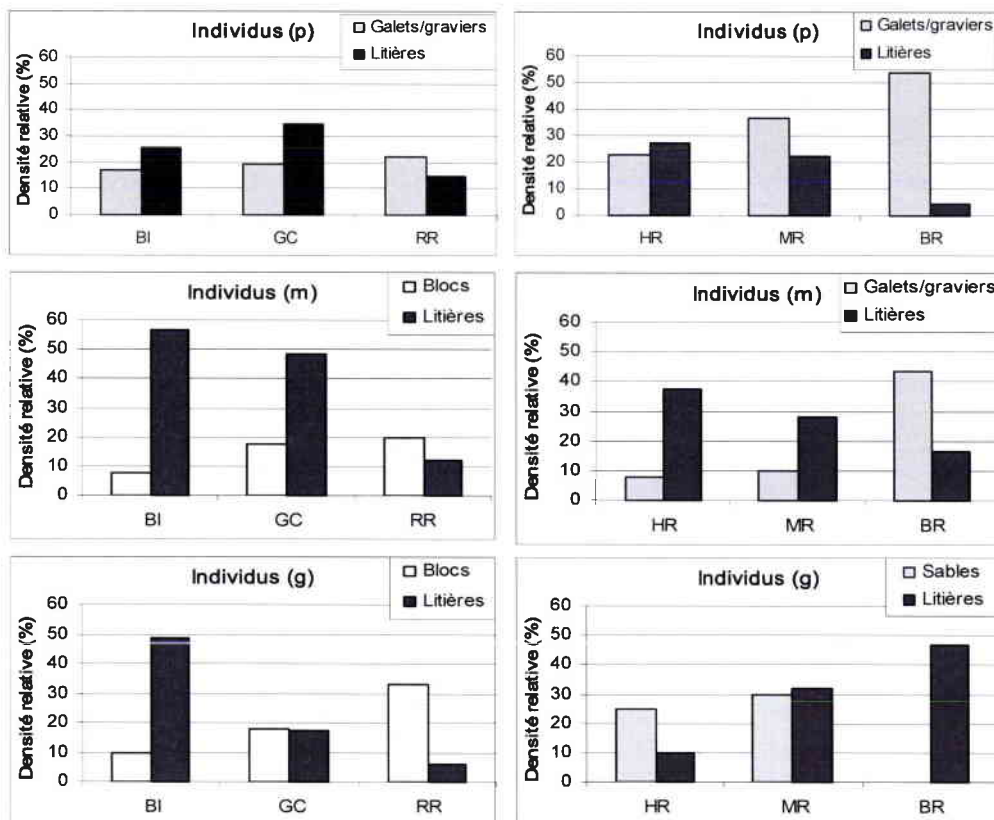 Individus (p)
Galets/graviers
Litières
Densité relative (%)
60
50
40
30
20
10
0
BI GC RR
Individus (p)
Galets/graviers
Litières
Densité relative (%)
60
50
40
30
20
10
0
HR MR BR
Individus (m)
Blocs
Litières
Densité relative (%)
60
50
40
30
20
10
0
BI GC RR
Individus (m)
Galets/graviers
Litières
Densité relative (%)
60
50
40
30
20
10
0
HR MR BR
Individus (g)
Blocs
Litières
Densité relative (%)
60
50
40
30
20
10
0
BI GC RR
Individus (g)
Sables
Litières
Densité relative (%)
60
50
40
30
20
10
0
HR MR BR